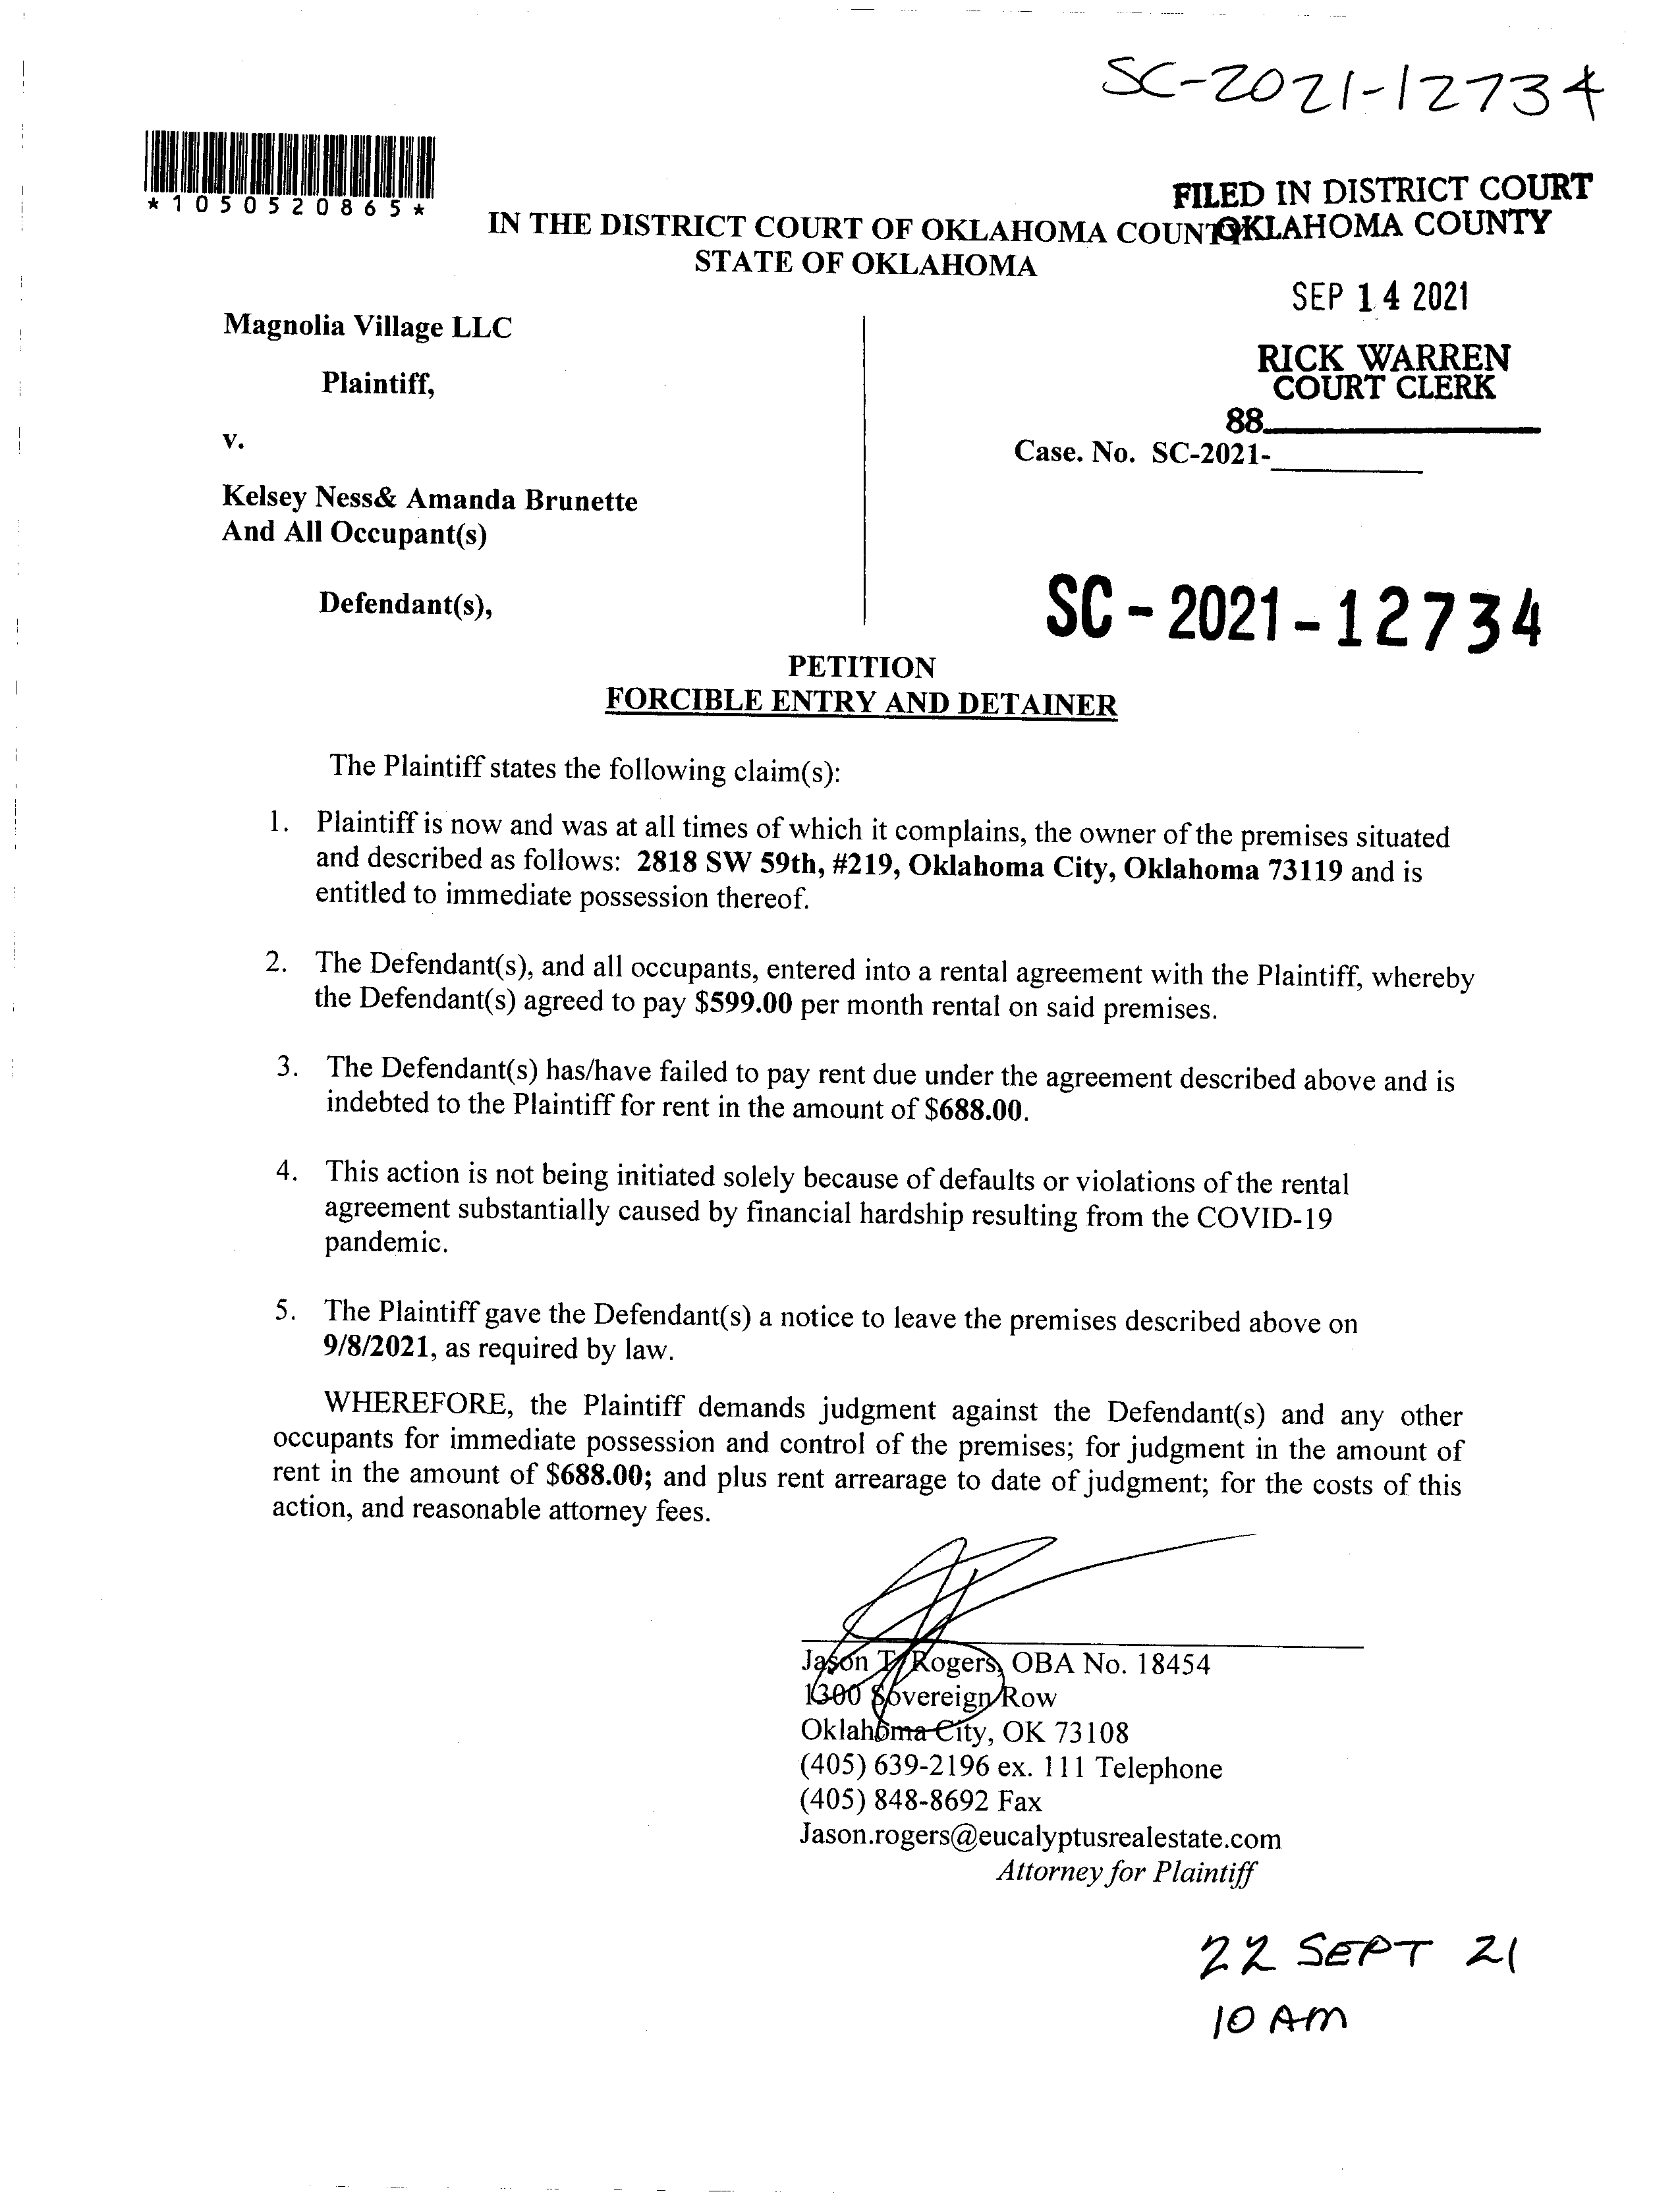 SC-2021-12734
*1050520865*
FILED IN DISTRICT COURT
OKLAHOMA COUNTY
IN THE DISTRICT COURT OF OKLAHOMA COUNTY
STATE OF OKLAHOMA
SEP 14 2021
Magnolia Village LLC
RICK WARREN
COURT CLERK
Plaintiff,
88
v.
Case. No. SC-2021-
Kelsey Ness& Amanda Brunette
And All Occupant(s)
Defendant(s),
SC-2021-12734
PETITION
FORCIBLE ENTRY AND DETAINER
The Plaintiff states the following claim(s):
1. Plaintiff is now and was at all times of which it complains, the owner of the premises situated
and described as follows: 2818 SW 59th, #219, Oklahoma City, Oklahoma 73119 and is
entitled to immediate possession thereof.
2. The Defendant(s), and all occupants, entered into a rental agreement with the Plaintiff, whereby
the Defendant(s) agreed to pay $599.00 per month rental on said premises.
3. The Defendant(s) has/have failed to pay rent due under the agreement described above and is
indebted to the Plaintiff for rent in the amount of $688.00.
4. This action is not being initiated solely because of defaults or violations of the rental
agreement substantially caused by financial hardship resulting from the COVID-19
pandemic.
5. The Plaintiff gave the Defendant(s) a notice to leave the premises described above on
9/8/2021, as required by law.
WHEREFORE, the Plaintiff demands judgment against the Defendant(s) and any other
occupants for immediate possession and control of the premises; for judgment in the amount of
rent in the amount of $688.00; and plus rent arrearage to date of judgment; for the costs of this
action, and reasonable attorney fees.
Jason T. Rogers, OBA No. 18454
1300 Sovereign Row
Oklahoma City, OK 73108
(405) 639-2196 ex. 111 Telephone
(405) 848-8692 Fax
Jason.rogers@eucalyptusrealestate.com
Attorney for Plaintiff
22 SEPT 21
10 AM